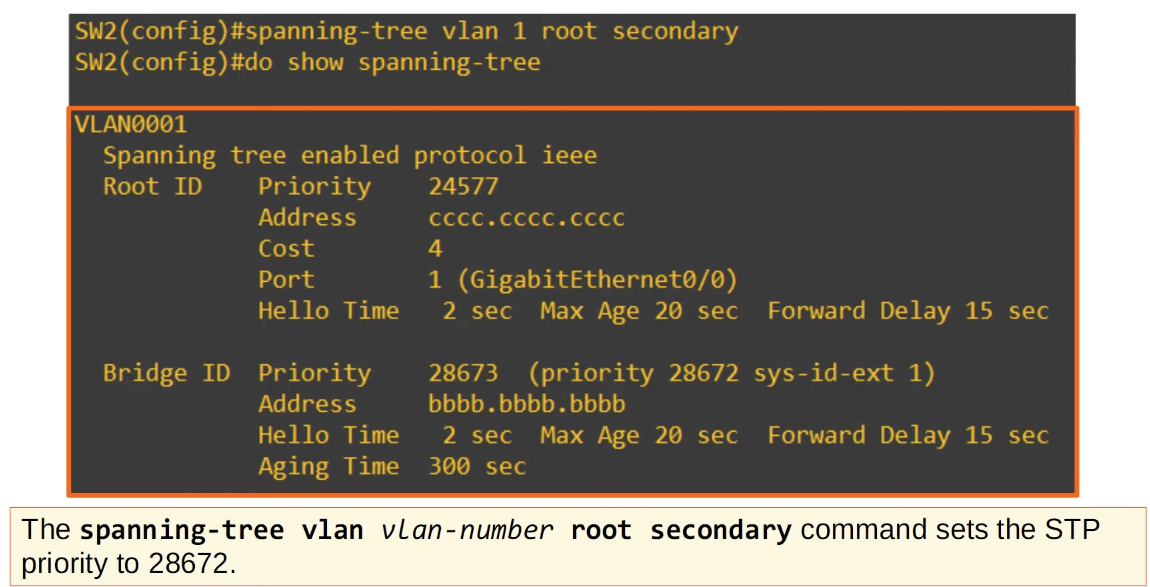 SW2(config)#spanning-tree vlan 1 root secondary
SW2(config)#do show spanning-tree
VLAN0001
Spanning tree enabled protocol ieee
Root ID Priority 24577
Address cccc.cccc.cccc
Cost 4
Port 1 (GigabitEthernet0/0)
Hello Time 2 sec Max Age 20 sec Forward Delay 15 sec
Bridge ID Priority 28673 (priority 28672 sys-id-ext 1)
Address bbbb.bbbb.bbbb
Hello Time 2 sec Max Age 20 sec Forward Delay 15 sec
Aging Time 300 sec
The spanning-tree vlan vlan-number root secondary command sets the STP
priority to 28672.